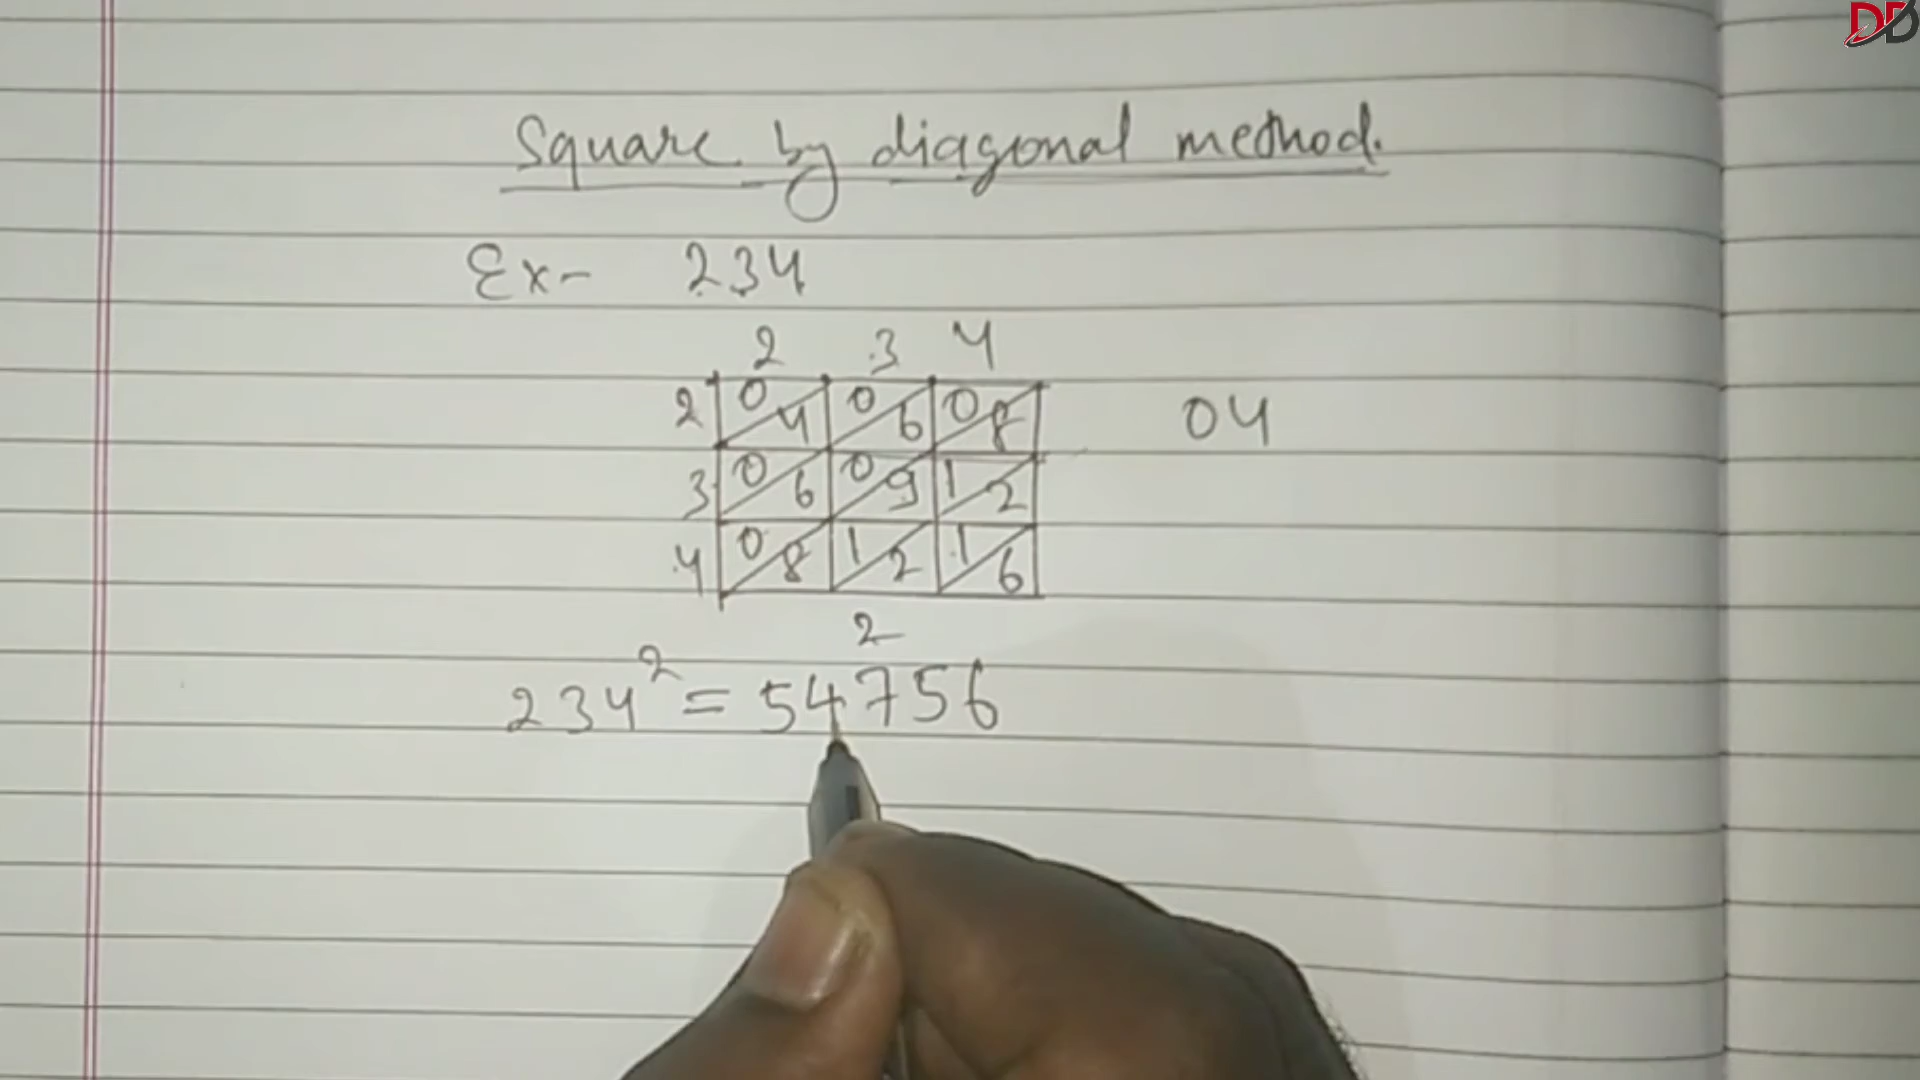 DD
Square by diagonal method.
Ex- 234
2 3 4
2 0 4 0 6 0 8 04
3 0 6 0 9 1 2
4 0 8 1 2 1 6
2
234² = 54756